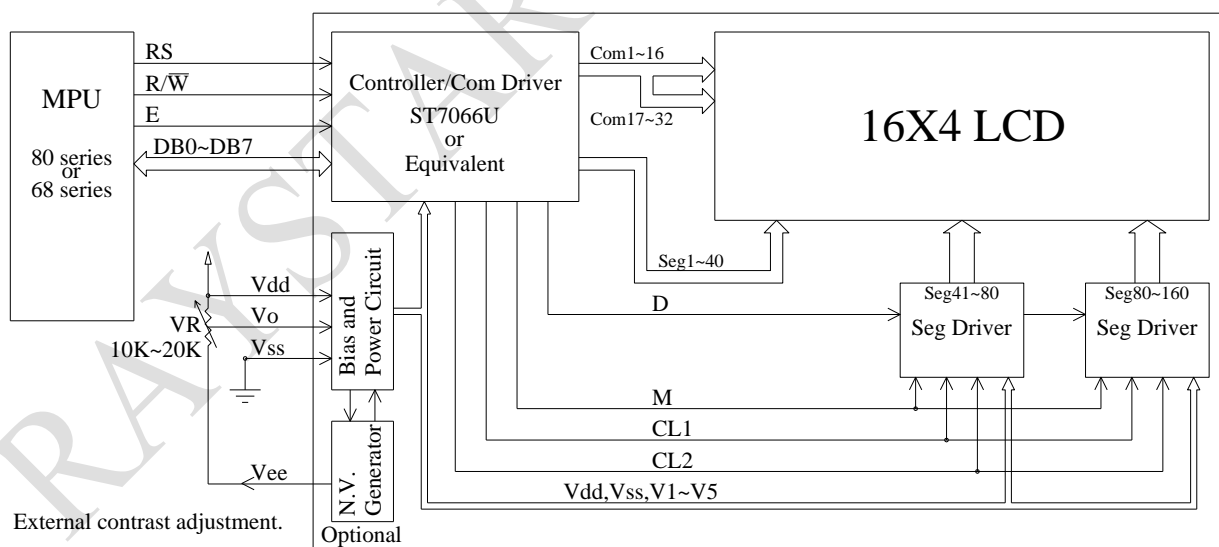 MPU
80 series
or
68 series
RS
R/W̅
E
DB0~DB7
Controller/Com Driver
ST7066U
or
Equivalent
Com1~16
Com17~32
16X4 LCD
Seg1~40
Seg41~80
Seg Driver
Seg80~160
Seg Driver
D
M
CL1
CL2
Vdd,Vss,V1~V5
Vdd
Vo
Vss
VR
10K~20K
Bias and
Power Circuit
N.V.
Generator
Vee
Optional
External contrast adjustment.
RAYSTAR